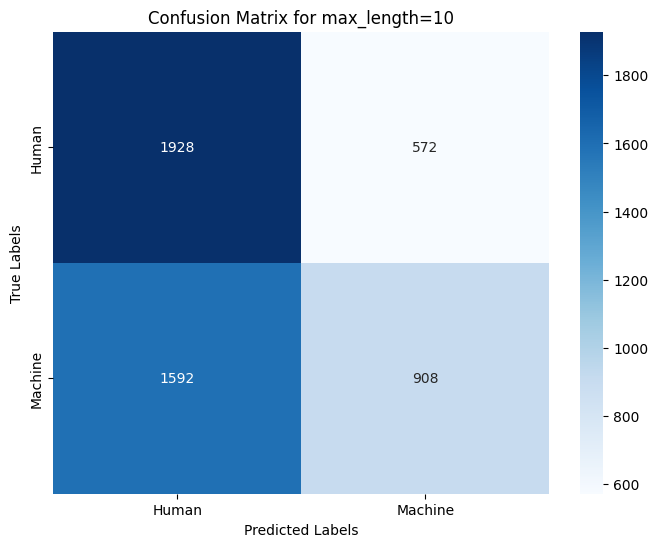 Confusion Matrix for max_length=10
True Labels
Human
Machine
1928
572
1592
908
Human
Machine
Predicted Labels
1800
1600
1400
1200
1000
800
600